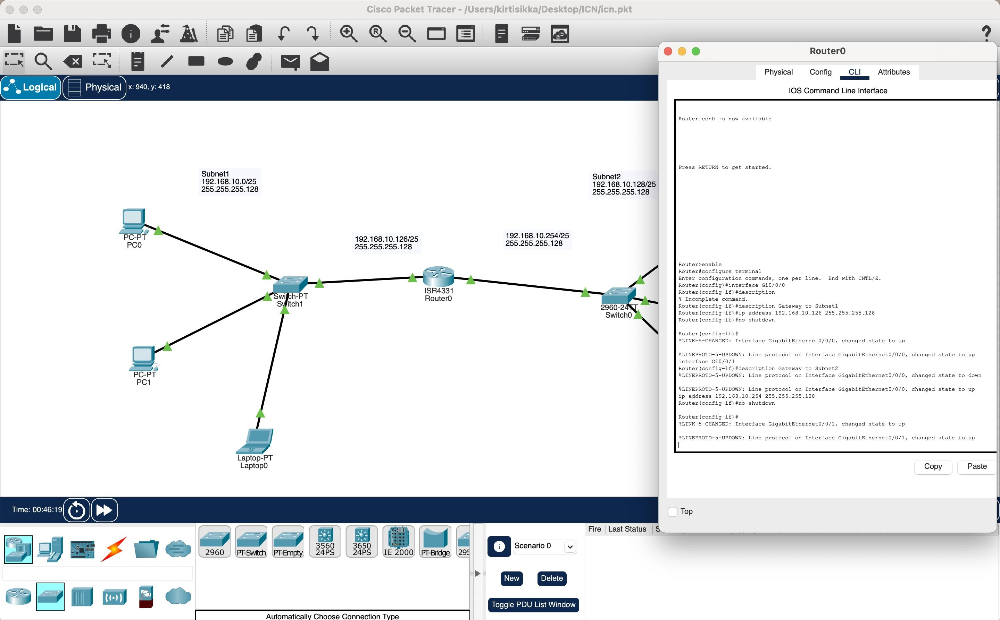 Cisco Packet Tracer - /Users/kirtisikka/Desktop/ICN/icn.pkt
Logical
Physical
x: 940, y: 418
Subnet1
192.168.10.0/25
255.255.255.128
Subnet2
192.168.10.128/25
255.255.255.128
PC-PT
PC0
192.168.10.126/25
255.255.255.128
192.168.10.254/25
255.255.255.128
Switch-PT
Switch1
ISR4331
Router0
2960-24TT
Switch0
PC-PT
PC1
Laptop-PT
Laptop0
Router0
Physical
Config
CLI
Attributes
IOS Command Line Interface
Router con0 is now available
Press RETURN to get started.
Router>enable
Router#configure terminal
Enter configuration commands, one per line.  End with CNTL/Z.
Router(config)#interface Gi0/0/0
Router(config-if)#description
% Incomplete command.
Router(config-if)#description Gateway to Subnet1
Router(config-if)#ip address 192.168.10.126 255.255.255.128
Router(config-if)#no shutdown
Router(config-if)#
%LINK-5-CHANGED: Interface GigabitEthernet0/0/0, changed state to up
%LINEPROTO-5-UPDOWN: Line protocol on Interface GigabitEthernet0/0/0, changed state to up
interface Gi0/0/1
Router(config-if)#description Gateway to Subnet2
%LINEPROTO-5-UPDOWN: Line protocol on Interface GigabitEthernet0/0/0, changed state to down
%LINEPROTO-5-UPDOWN: Line protocol on Interface GigabitEthernet0/0/0, changed state to up
ip address 192.168.10.254 255.255.255.128
Router(config-if)#no shutdown
Router(config-if)#
%LINK-5-CHANGED: Interface GigabitEthernet0/0/1, changed state to up
%LINEPROTO-5-UPDOWN: Line protocol on Interface GigabitEthernet0/0/1, changed state to up
Copy
Paste
Top
Time: 00:46:19
2960
PT-Switch
PT-Empty
3560
24PS
3650
24PS
IE 2000
PT-Bridge
295
Automatically Choose Connection Type
Scenario 0
New
Delete
Toggle PDU List Window
Fire
Last Status